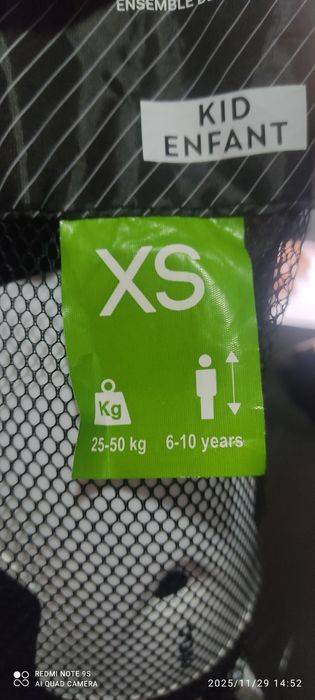 ENSEMBLE DE
KID
ENFANT
XS
Kg
25-50 kg 6-10 years
REDMI NOTE 9S
AI QUAD CAMERA
2025/11/29 14:52